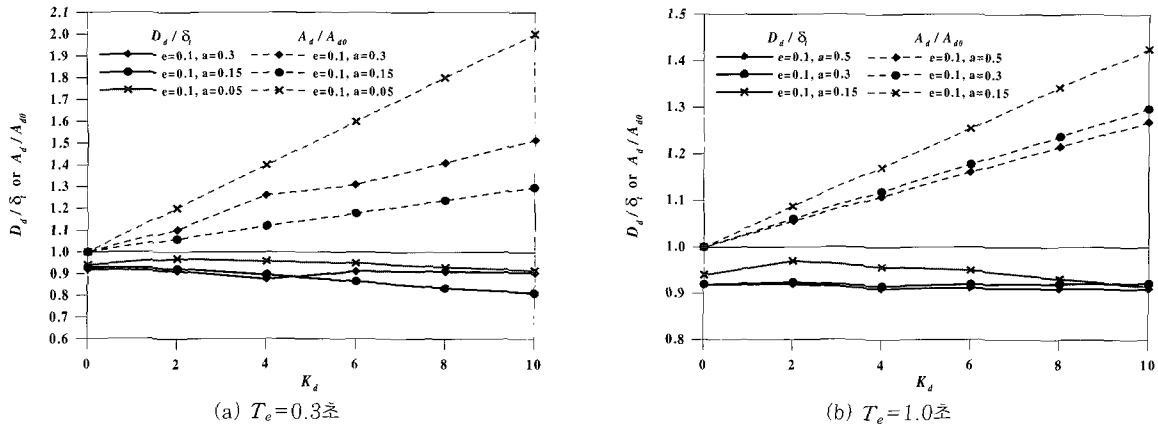 2.1
2.0
1.9
1.8
1.7
1.6
1.5
1.4
1.3
1.2
1.1
1.0
0.9
0.8
0.7
0.6
D_d / δ_i or A_d / A_d0
D_d / δ_i A_d / A_d0
e=0.1, a=0.3 e=0.1, a=0.3
e=0.1, a=0.15 e=0.1, a=0.15
e=0.1, a=0.05 e=0.1, a=0.05
0 2 4 6 8 10
K_d
(a) T_e=0.3초
1.5
1.4
1.3
1.2
1.1
1.0
0.9
0.8
D_d / δ_i or A_d / A_d0
D_d / δ_i A_d / A_d0
e=0.1, a=0.5 e=0.1, a=0.5
e=0.1, a=0.3 e=0.1, a=0.3
e=0.1, a=0.15 e=0.1, a=0.15
0 2 4 6 8 10
K_d
(b) T_e=1.0초